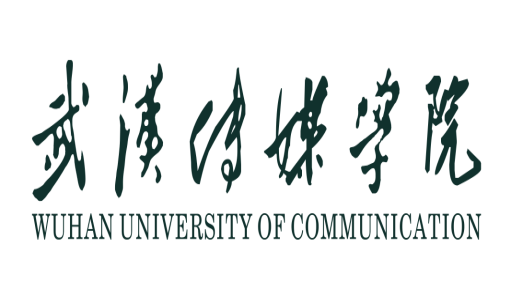 武漢傳媒學院
WUHAN UNIVERSITY OF COMMUNICATION